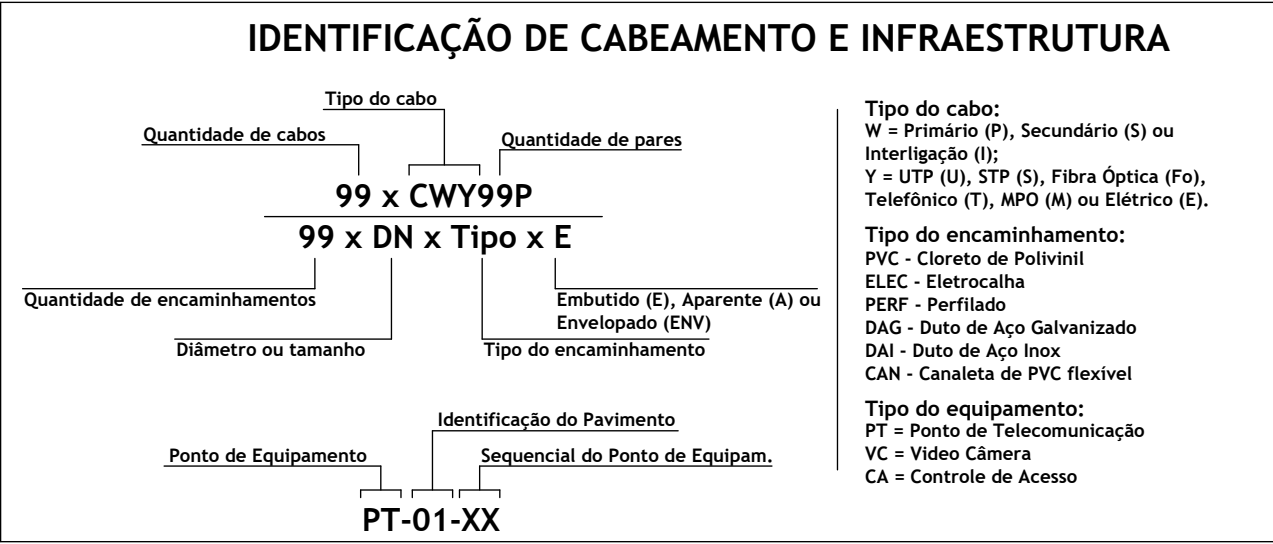 IDENTIFICAÇÃO DE CABEAMENTO E INFRAESTRUTURA
Tipo do cabo
Quantidade de cabos
Quantidade de pares
99 x CWY99P
99 x DN x Tipo x E
Quantidade de encaminhamentos
Embutido (E), Aparente (A) ou
Envelopado (ENV)
Diâmetro ou tamanho
Tipo do encaminhamento
Identificação do Pavimento
Ponto de Equipamento
Sequencial do Ponto de Equipam.
PT-01-XX
Tipo do cabo:
W = Primário (P), Secundário (S) ou
Interligação (I);
Y = UTP (U), STP (S), Fibra Óptica (Fo),
Telefônico (T), MPO (M) ou Elétrico (E).
Tipo do encaminhamento:
PVC - Cloreto de Polivinil
ELEC - Eletrocalha
PERF - Perfilado
DAG - Duto de Aço Galvanizado
DAI - Duto de Aço Inox
CAN - Canaleta de PVC flexível
Tipo do equipamento:
PT = Ponto de Telecomunicação
VC = Video Câmera
CA = Controle de Acesso